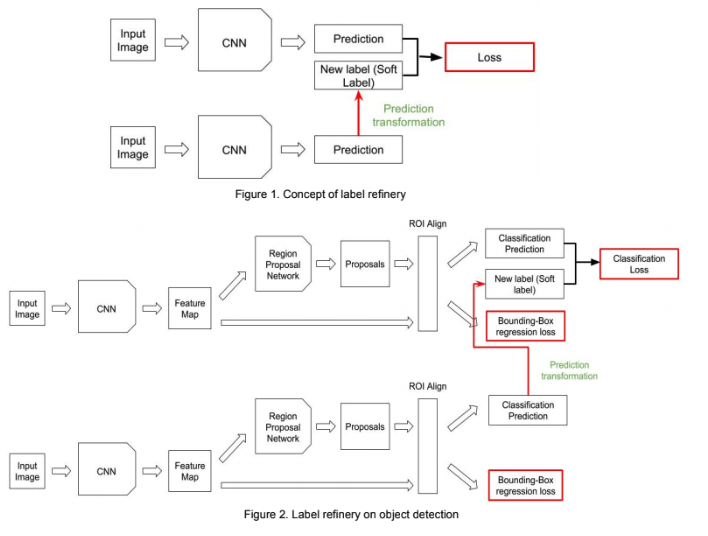 Input
Image
CNN
Prediction
New label (Soft
Label)
Loss
Prediction
transformation
Input
Image
CNN
Prediction
Figure 1. Concept of label refinery
ROI Align
Region
Proposal
Network
Proposals
Classification
Prediction
New label (Soft
label)
Classification
Loss
Input
Image
CNN
Feature
Map
Bounding-Box
regression loss
Prediction
transformation
ROI Align
Region
Proposal
Network
Proposals
Classification
Prediction
Input
Image
CNN
Feature
Map
Bounding-Box
regression loss
Figure 2. Label refinery on object detection